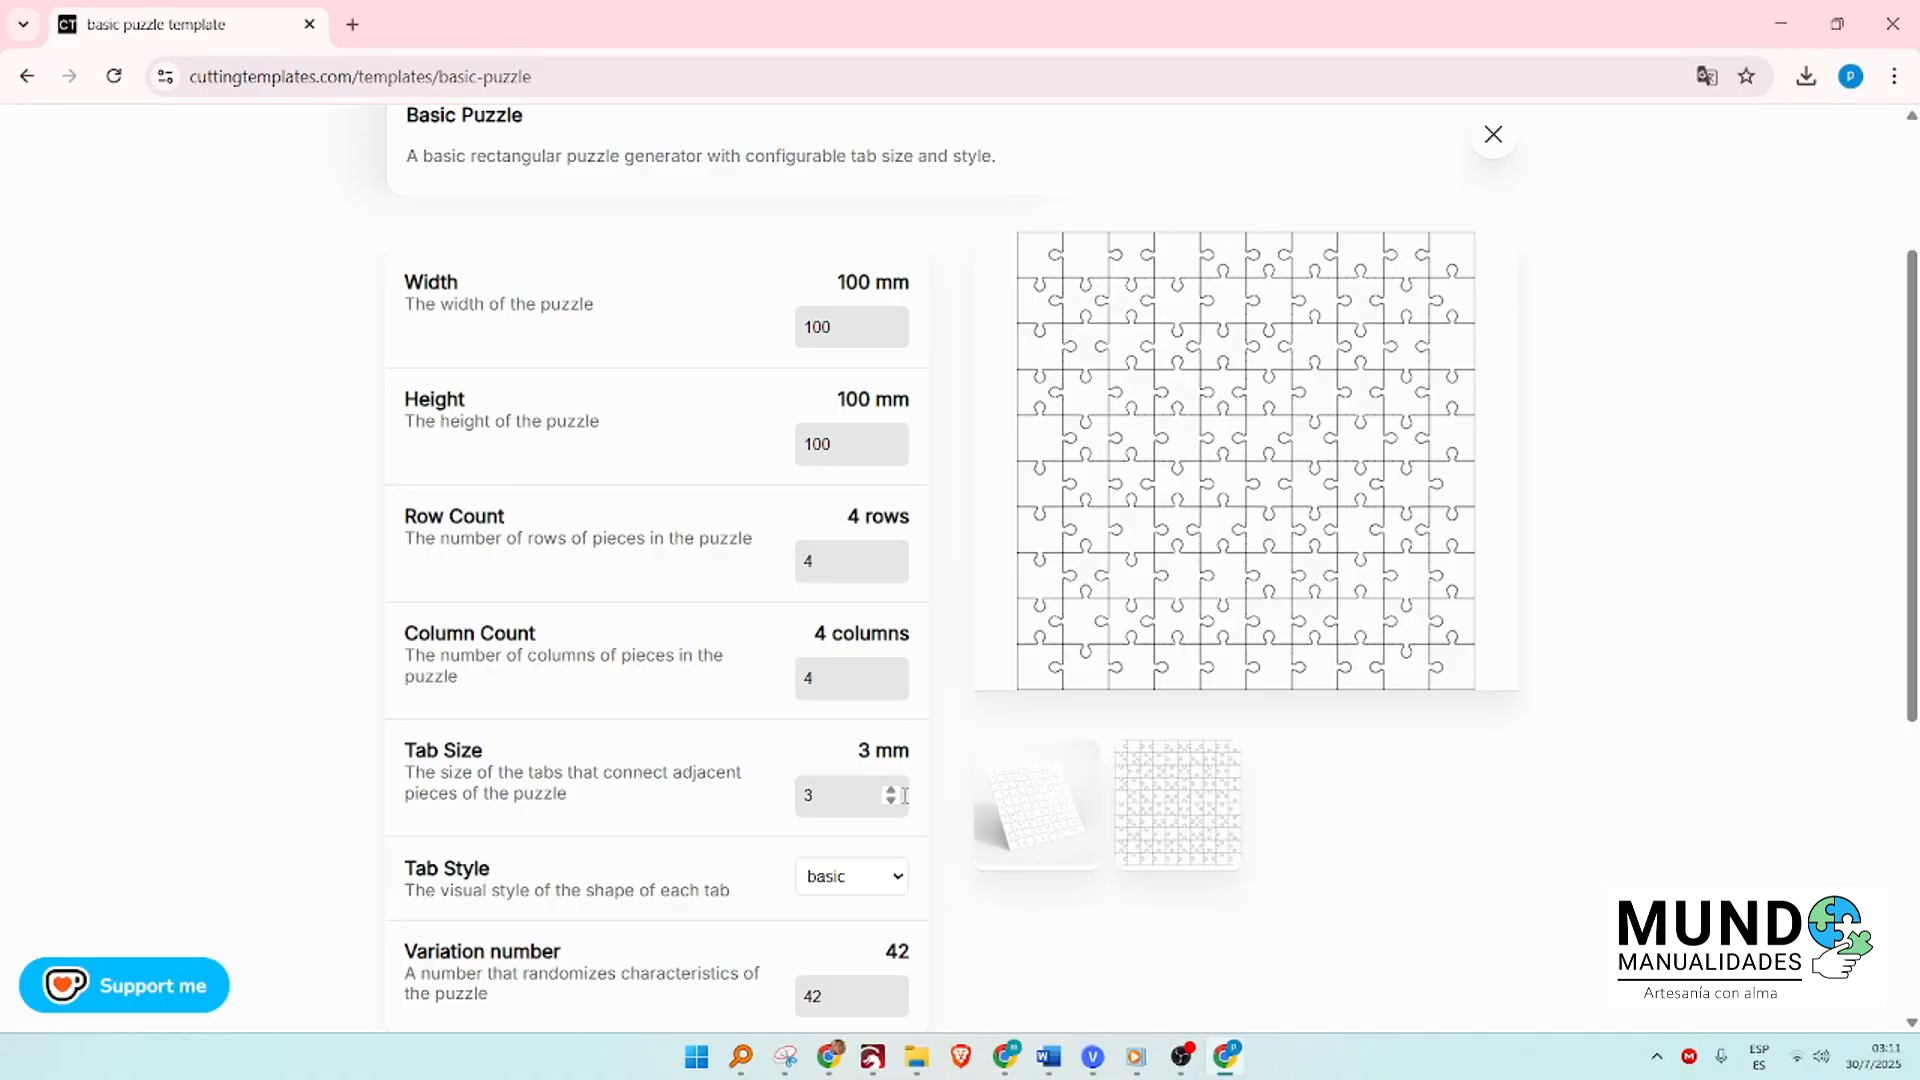 CT basic puzzle template
cuttingtemplates.com/templates/basic-puzzle
P
Basic Puzzle
A basic rectangular puzzle generator with configurable tab size and style.
Width
100 mm
The width of the puzzle
100
Height
100 mm
The height of the puzzle
100
Row Count
4 rows
The number of rows of pieces in the puzzle
4
Column Count
4 columns
The number of columns of pieces in the
puzzle
4
Tab Size
3 mm
The size of the tabs that connect adjacent
pieces of the puzzle
3
Tab Style
basic
The visual style of the shape of each tab
Variation number
42
A number that randomizes characteristics of
the puzzle
42
Support me
MUNDO
MANUALIDADES
Artesanía con alma
ESP
ES
03:11
30/7/2025